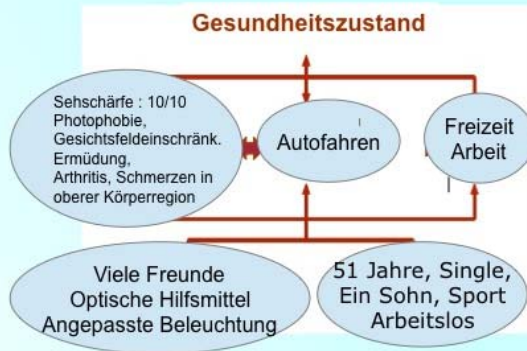 Gesundheitszustand
Sehschärfe : 10/10
Photophobie,
Gesichtsfeldeinschränk.
Ermüdung,
Arthritis, Schmerzen in
oberer Körperregion
Autofahren
Freizeit
Arbeit
Viele Freunde
Optische Hilfsmittel
Angepasste Beleuchtung
51 Jahre, Single,
Ein Sohn, Sport
Arbeitslos